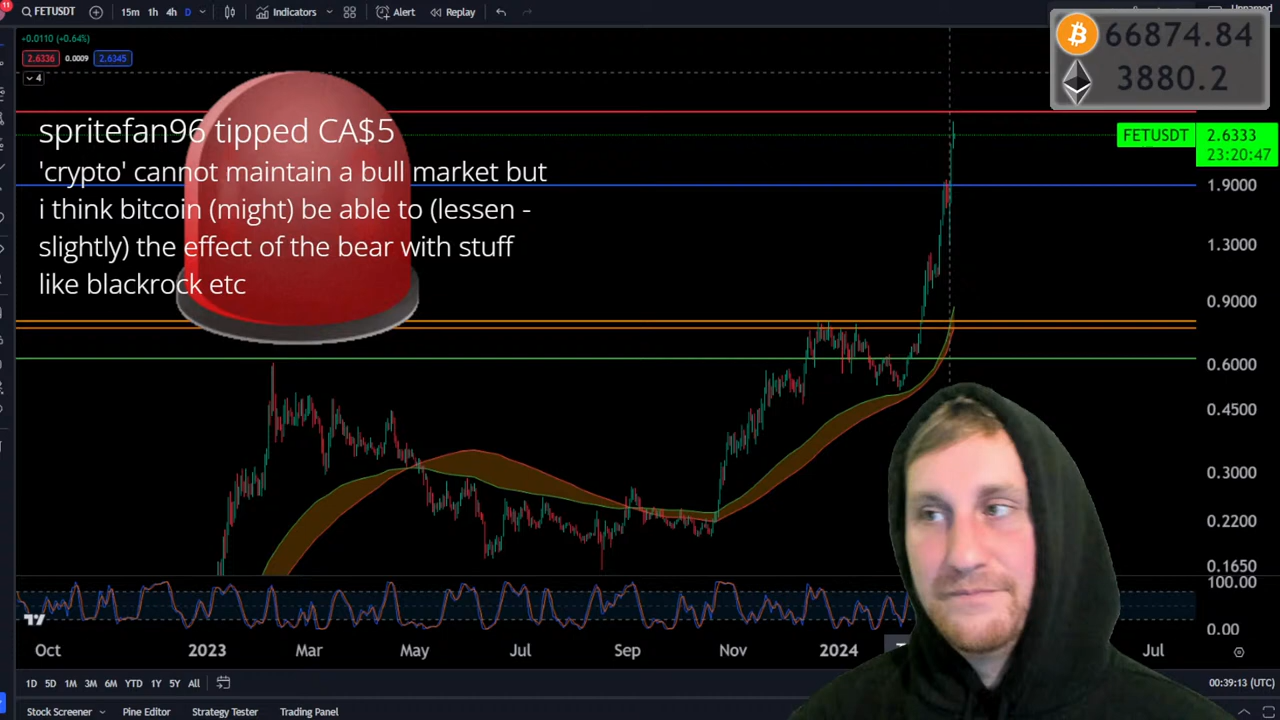 11
FETUSDT 15m 1h 4h D Indicators Alert Replay
+0.0110 (+0.64%)
2.6336 0.0009 2.6345
4
66874.84
3880.2
spritefan96 tipped CA$5
'crypto' cannot maintain a bull market but
i think bitcoin (might) be able to (lessen -
slightly) the effect of the bear with stuff
like blackrock etc
FETUSDT 2.6333
23:20:47
1.9000
1.3000
0.9000
0.6000
0.4500
0.3000
0.2200
0.1650
100.00
0.00
Oct 2023 Mar May Jul Sep Nov 2024 Jul
1D 5D 1M 3M 6M YTD 1Y 5Y All
00:39:13 (UTC)
Stock Screener Pine Editor Strategy Tester Trading Panel